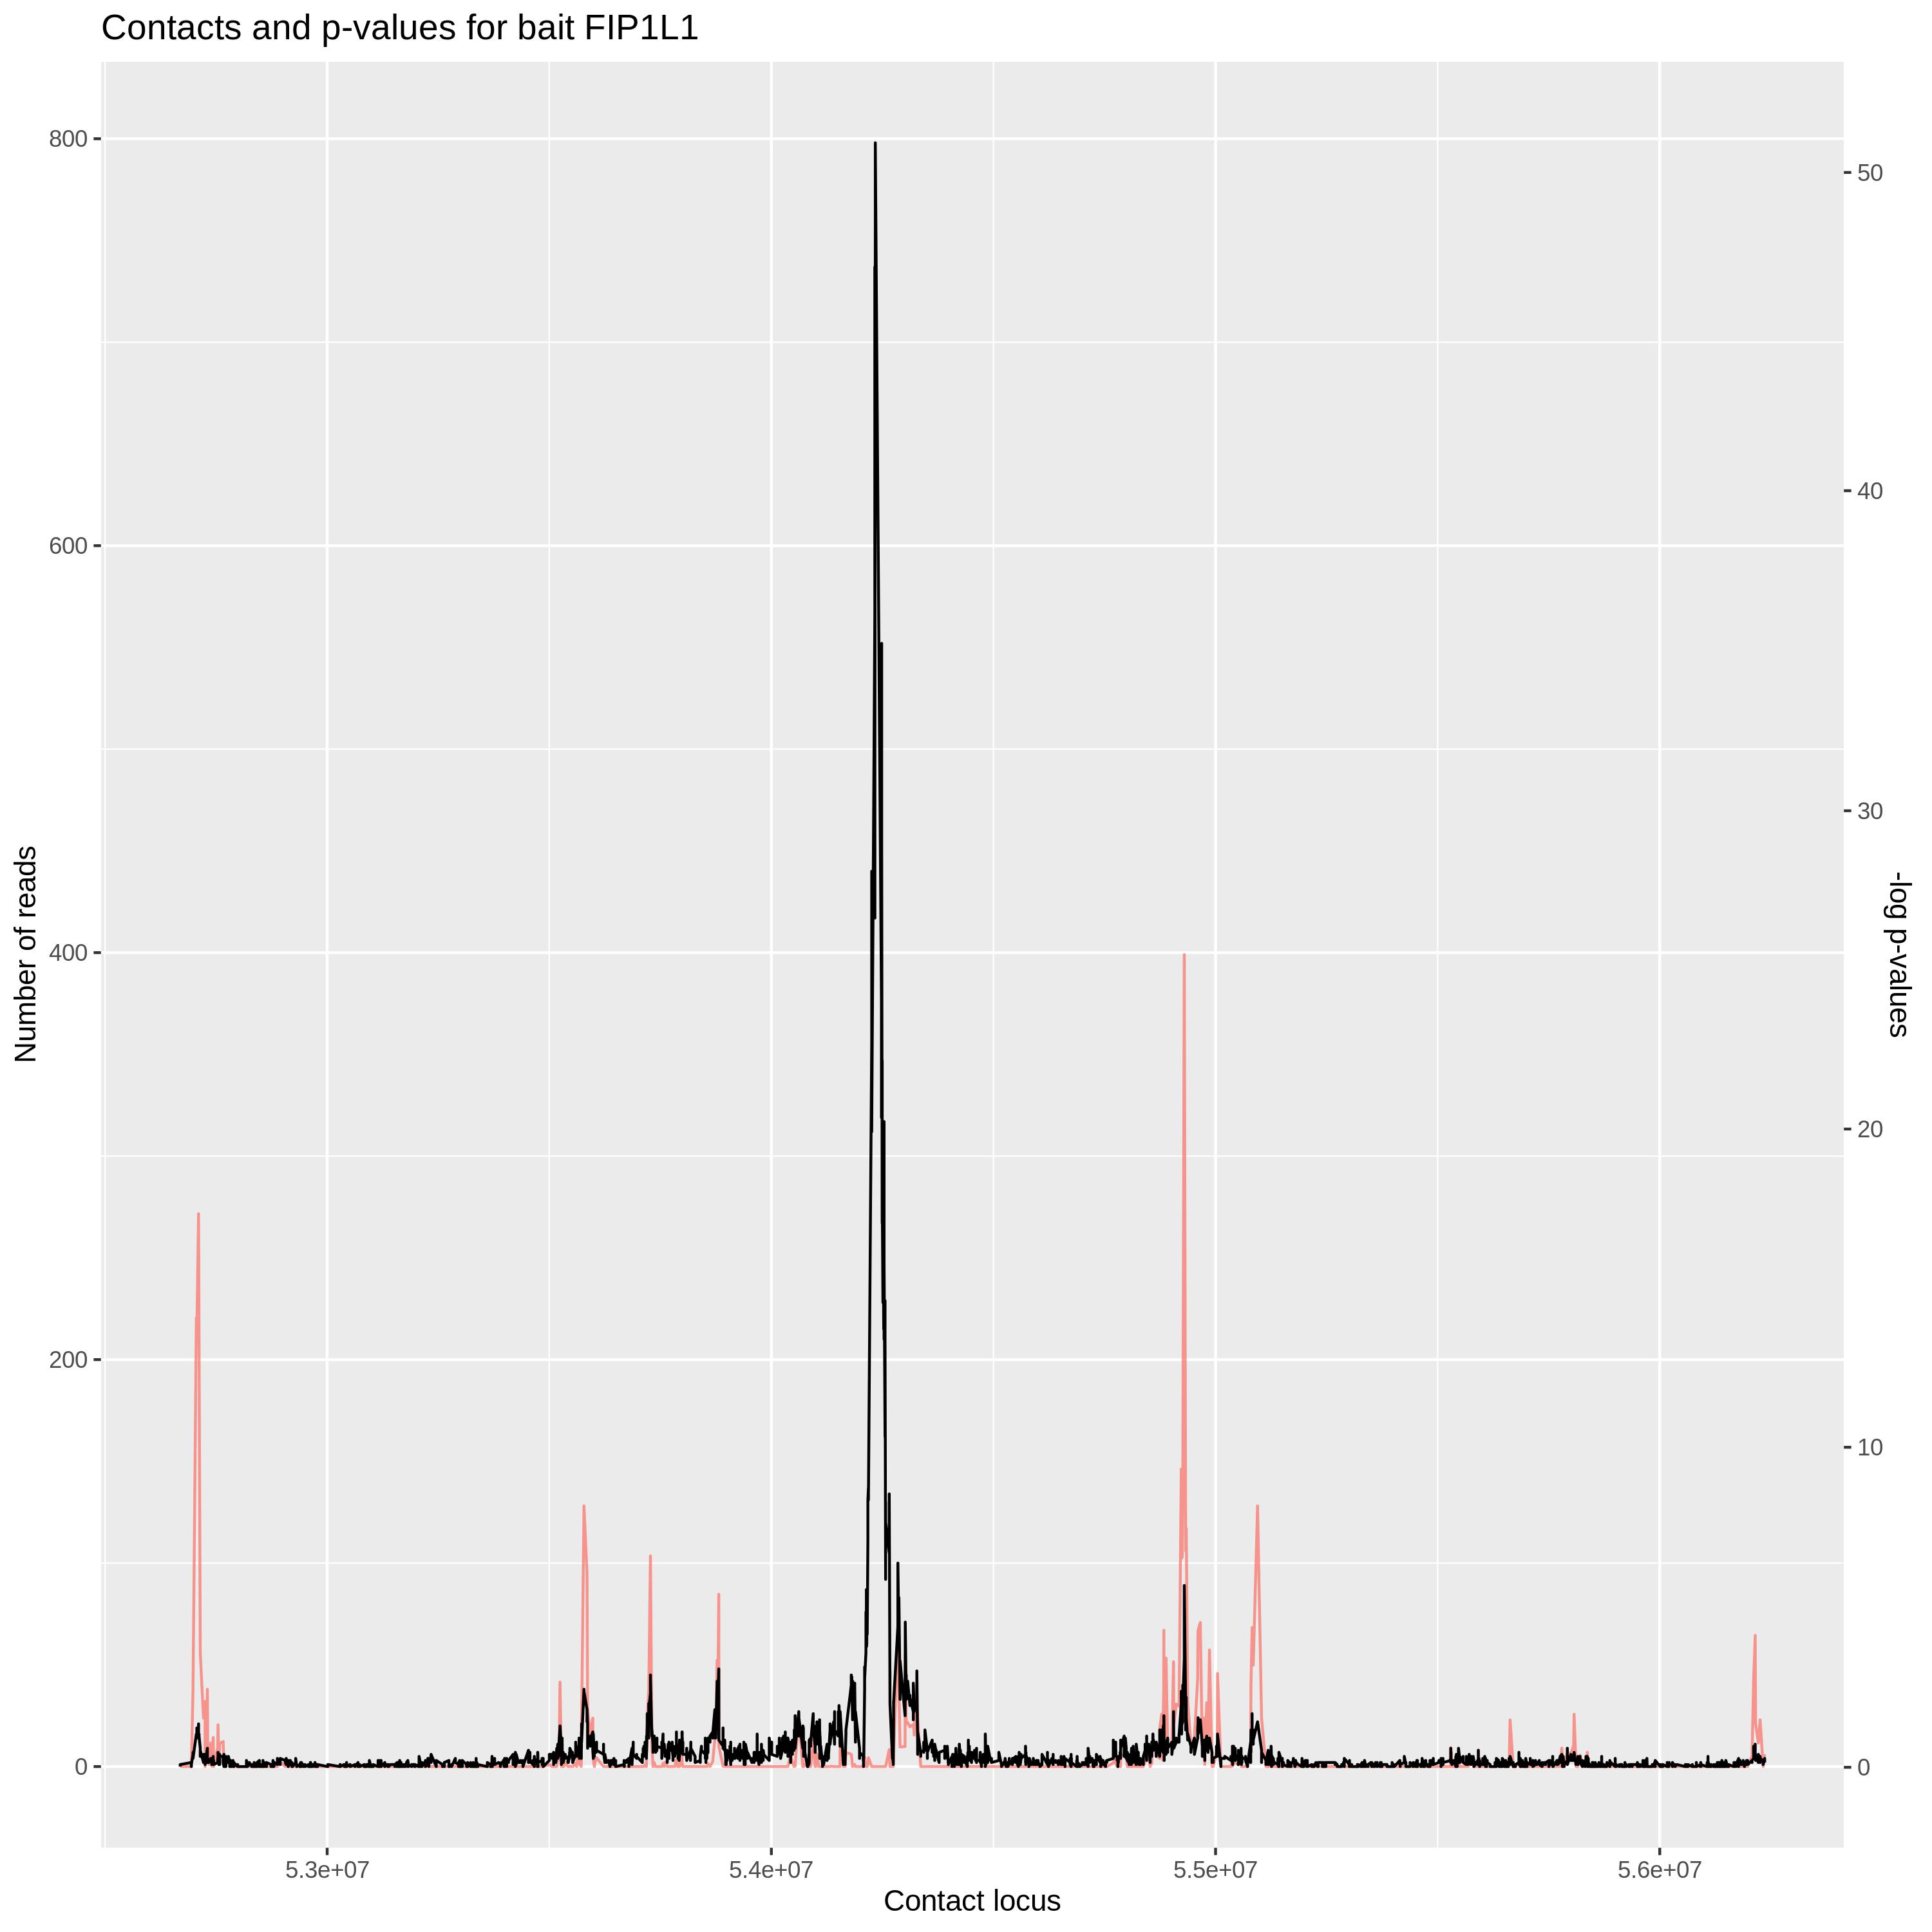 Contacts and p-values for bait FIP1L1
800
600
400
200
0
Number of reads
50
40
30
20
10
0
-log p-values
5.3e+07 5.4e+07 5.5e+07 5.6e+07
Contact locus